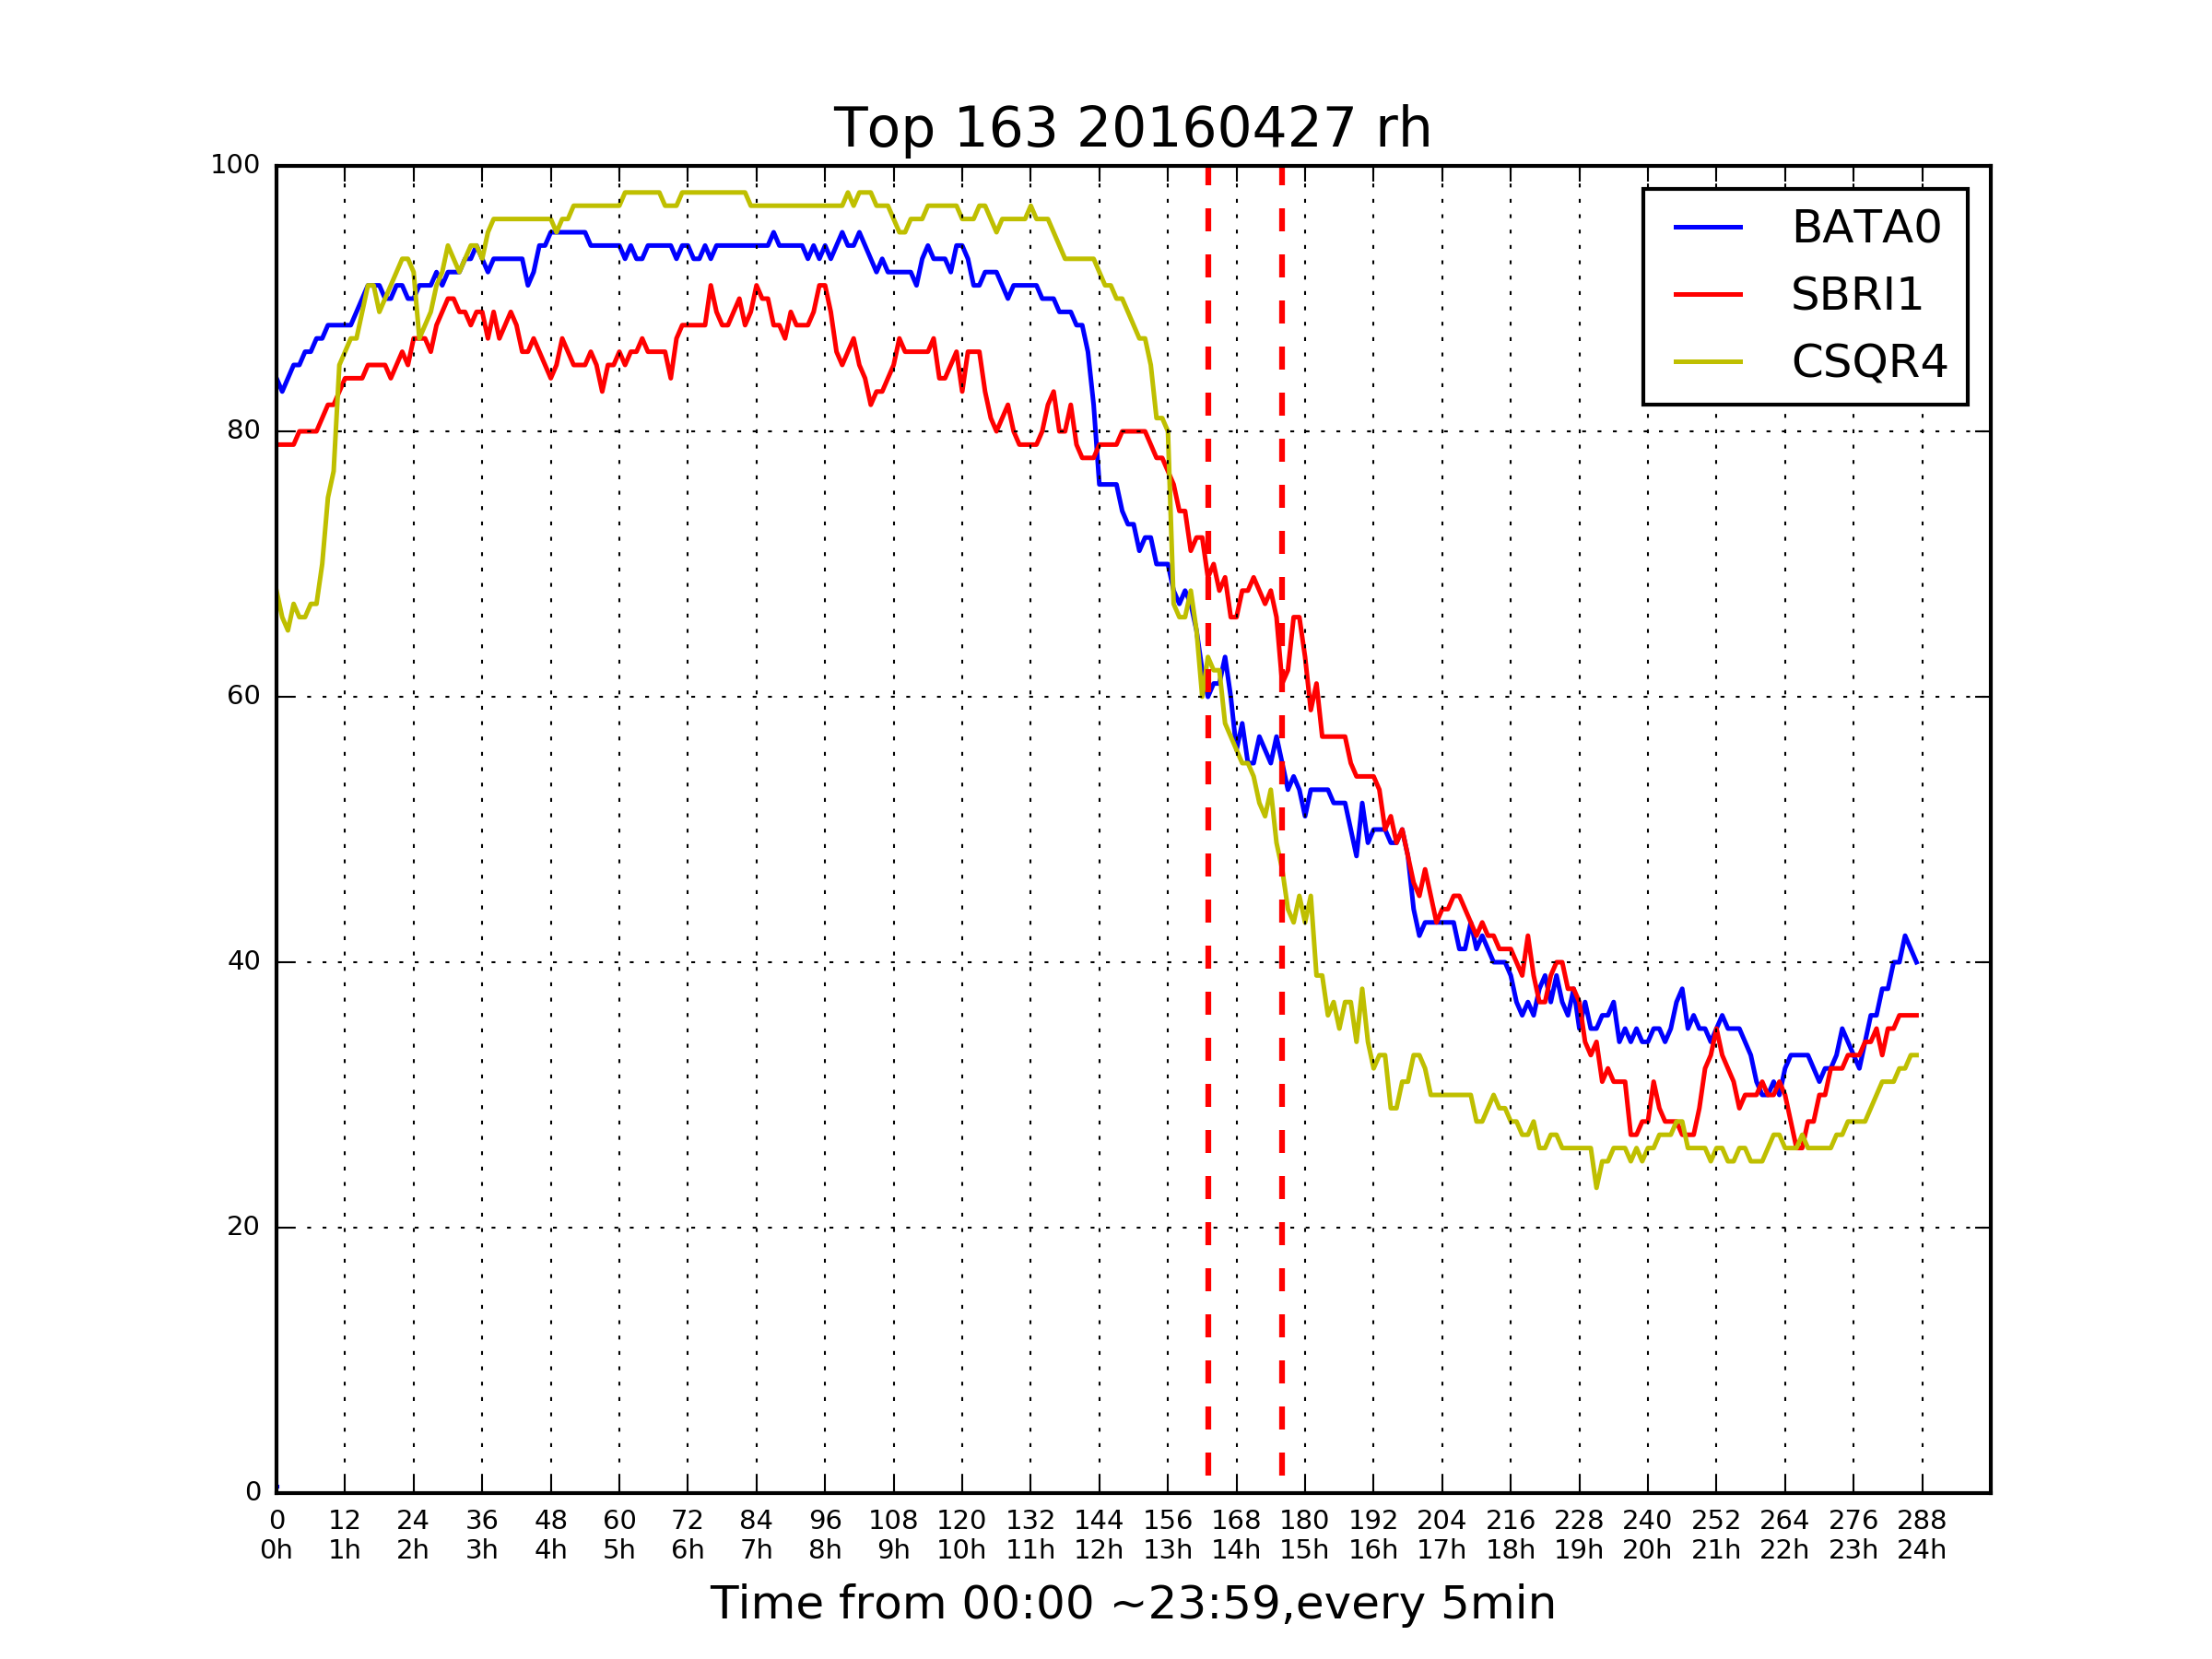 Top 163 20160427 rh
100
80
60
40
20
0
BATA0
SBRI1
CSQR4
0 12 24 36 48 60 72 84 96 108 120 132 144 156 168 180 192 204 216 228 240 252 264 276 288
0h 1h 2h 3h 4h 5h 6h 7h 8h 9h 10h 11h 12h 13h 14h 15h 16h 17h 18h 19h 20h 21h 22h 23h 24h
Time from 00:00 ~23:59,every 5min